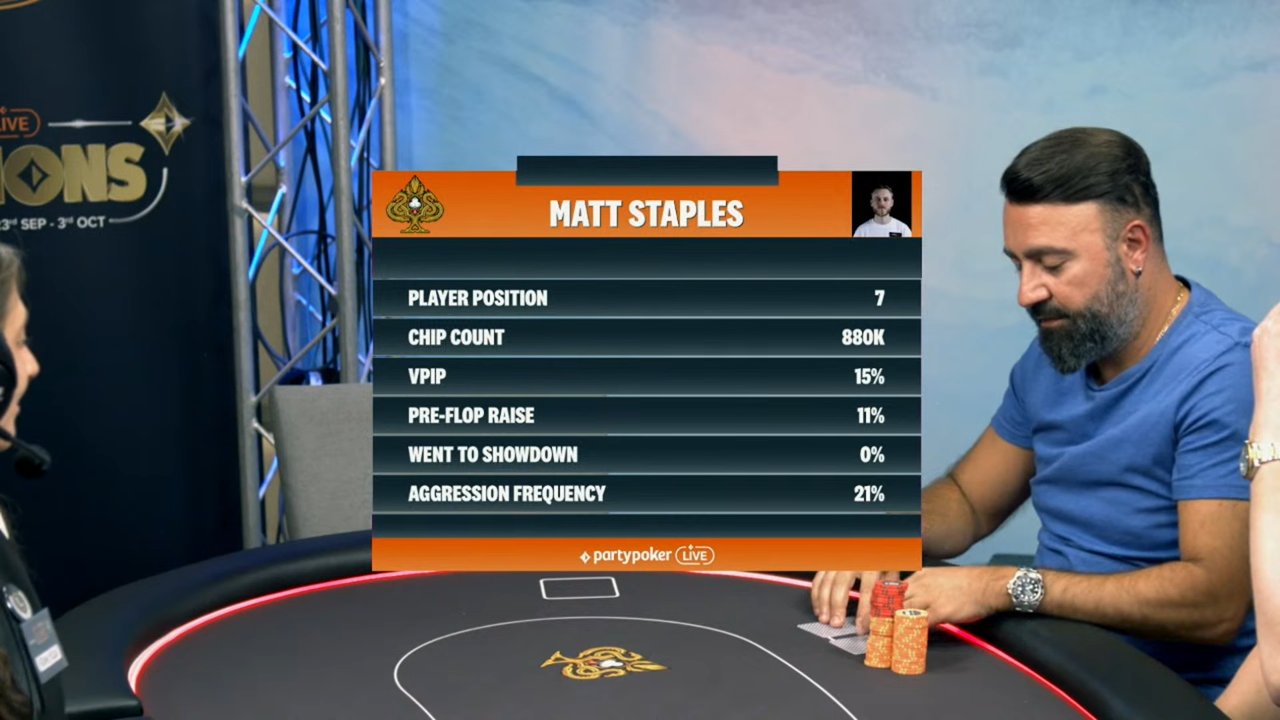 LIVE
IONS
23rd SEP - 3rd OCT
MATT STAPLES
PLAYER POSITION 7
CHIP COUNT 880K
VPIP 15%
PRE-FLOP RAISE 11%
WENT TO SHOWDOWN 0%
AGGRESSION FREQUENCY 21%
partypoker LIVE